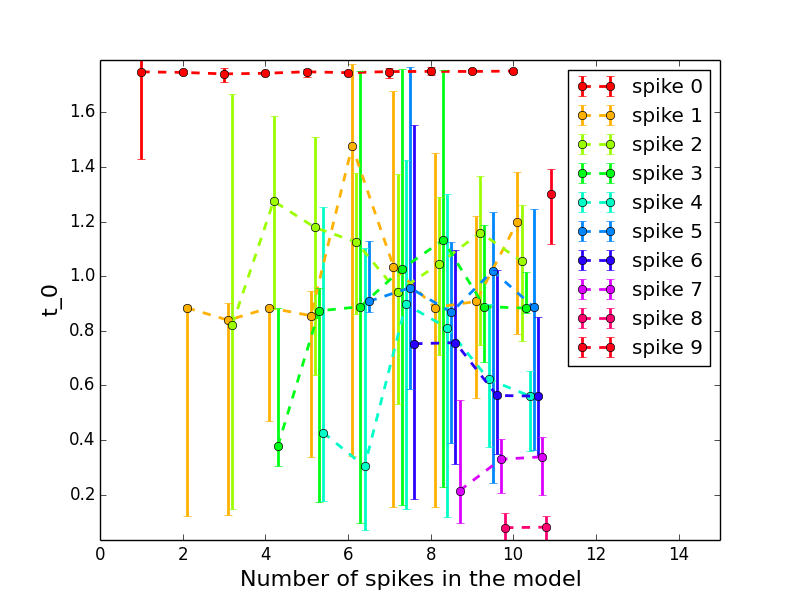 1.6
1.4
1.2
1.0
0.8
0.6
0.4
0.2
t_0
0 2 4 6 8 10 12 14
Number of spikes in the model
spike 0
spike 1
spike 2
spike 3
spike 4
spike 5
spike 6
spike 7
spike 8
spike 9